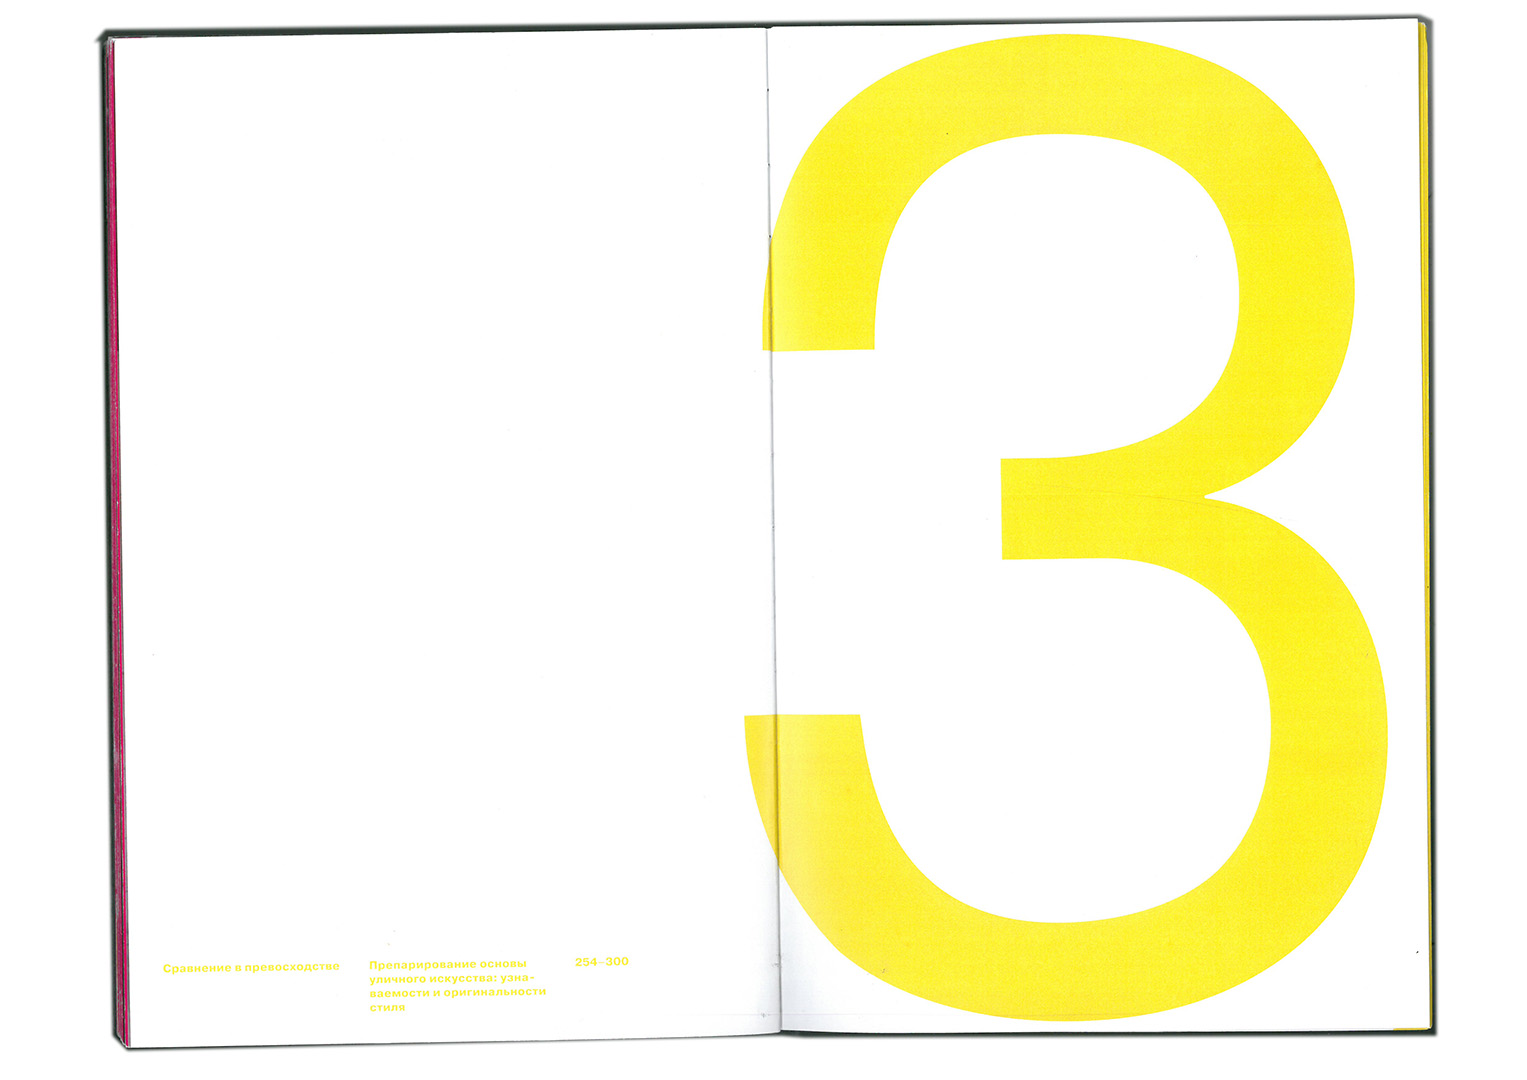 Сравнение в превосходстве
Препарирование основы
уличного искусства: узна-
ваемости и оригинальности
стиля
254–300
3